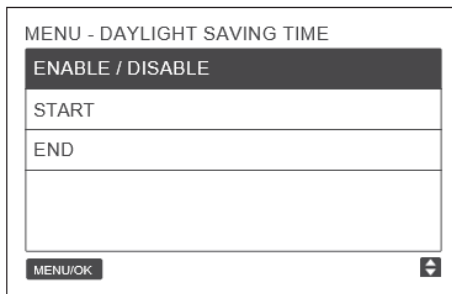 MENU - DAYLIGHT SAVING TIME
ENABLE / DISABLE
START
END
MENU/OK